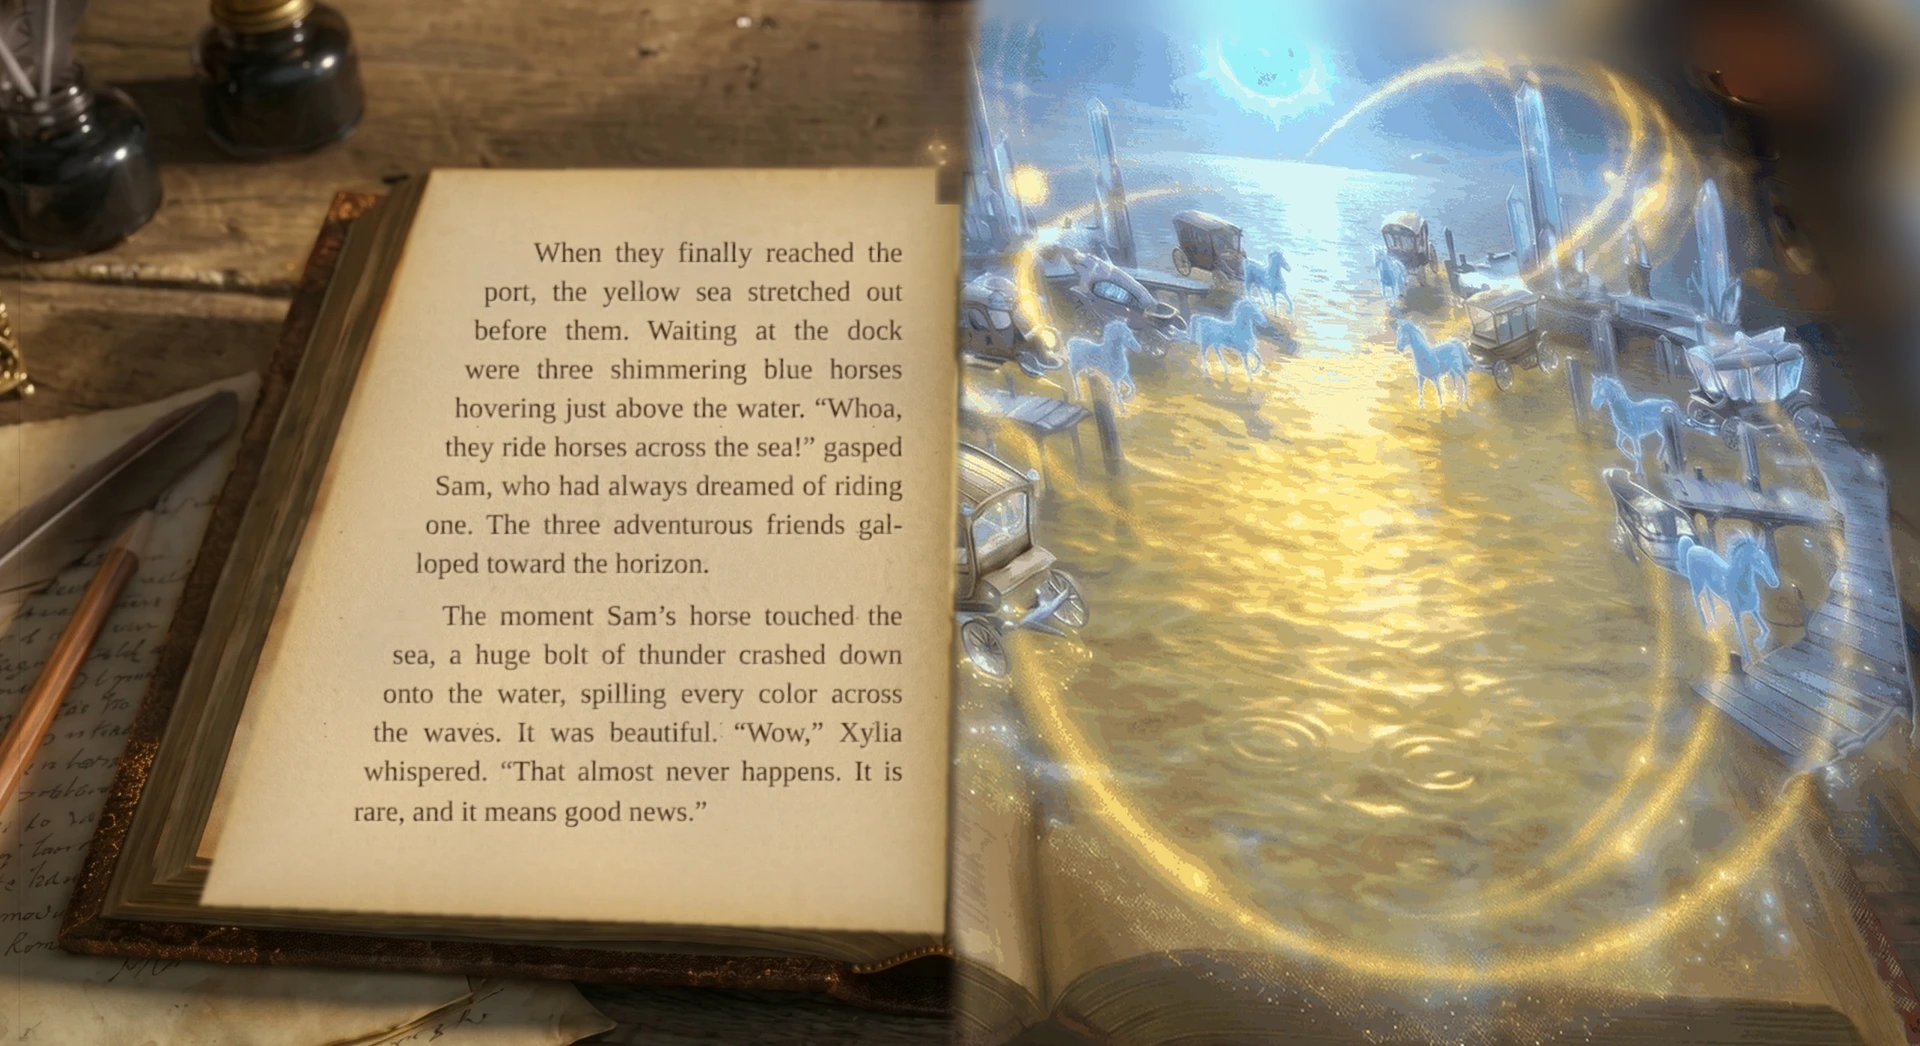 When they finally reached the
port, the yellow sea stretched out
before them. Waiting at the dock
were three shimmering blue horses
hovering just above the water. “Whoa,
they ride horses across the sea!” gasped
Sam, who had always dreamed of riding
one. The three adventurous friends gal-
loped toward the horizon.
The moment Sam’s horse touched the
sea, a huge bolt of thunder crashed down
onto the water, spilling every color across
the waves. It was beautiful. “Wow,” Xylia
whispered. “That almost never happens. It is
rare, and it means good news.”